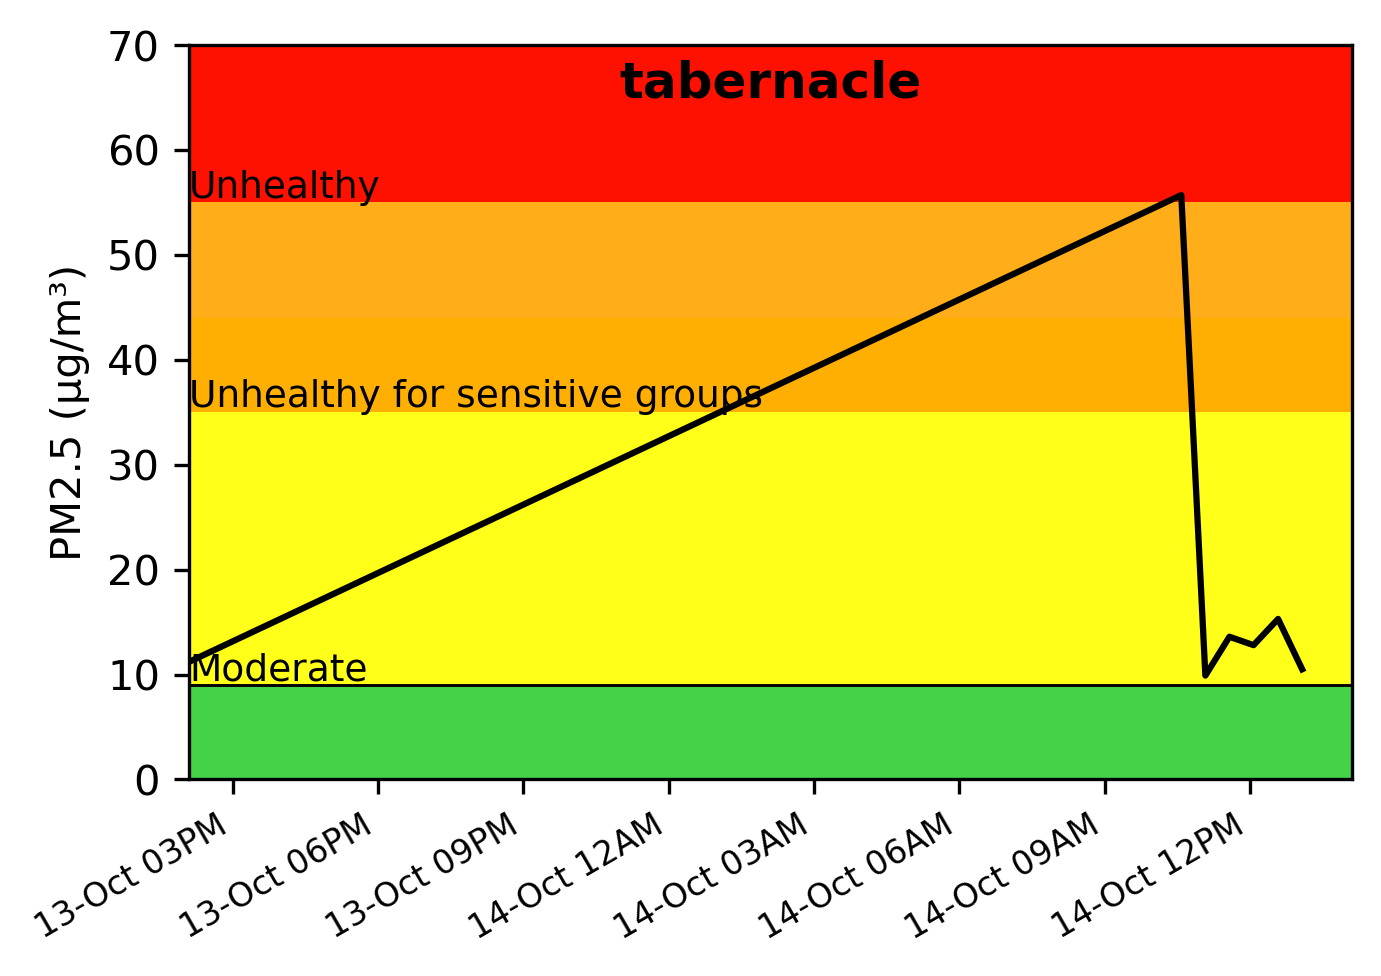 tabernacle
70
60
50
40
30
20
10
0
PM2.5 (µg/m³)
Unhealthy
Unhealthy for sensitive groups
Moderate
13-Oct 03PM
13-Oct 06PM
13-Oct 09PM
14-Oct 12AM
14-Oct 03AM
14-Oct 06AM
14-Oct 09AM
14-Oct 12PM